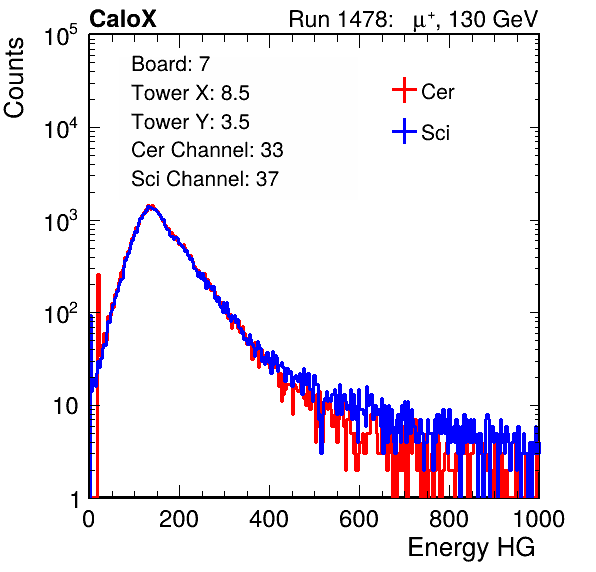 CaloX Run 1478: μ⁺, 130 GeV
Counts
10⁵
10⁴
10³
10²
10
1
Board: 7
Tower X: 8.5
Tower Y: 3.5
Cer Channel: 33
Sci Channel: 37
Cer
Sci
0 200 400 600 800 1000
Energy HG